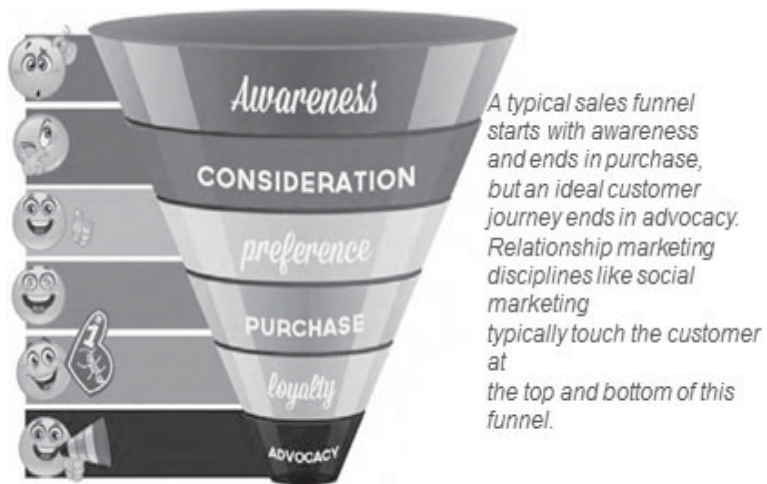 Awareness
CONSIDERATION
preference
PURCHASE
loyalty
ADVOCACY
A typical sales funnel
starts with awareness
and ends in purchase,
but an ideal customer
journey ends in advocacy.
Relationship marketing
disciplines like social
marketing
typically touch the customer
at
the top and bottom of this
funnel.